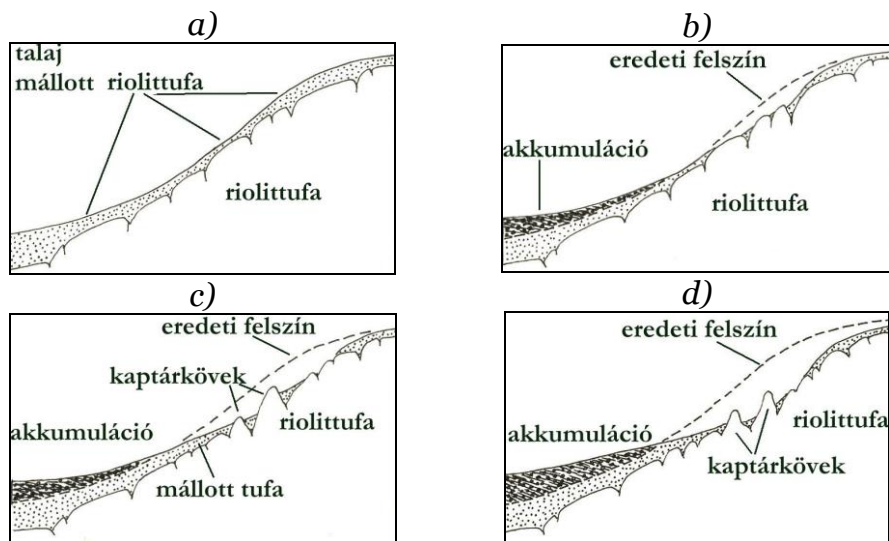 a)
talaj
mállott riolittufa
riolittufa
b)
eredeti felszín
akkumuláció
riolittufa
c)
eredeti felszín
kaptárkövek
riolittufa
akkumuláció
mállott tufa
d)
eredeti felszín
riolittufa
akkumuláció
kaptárkövek